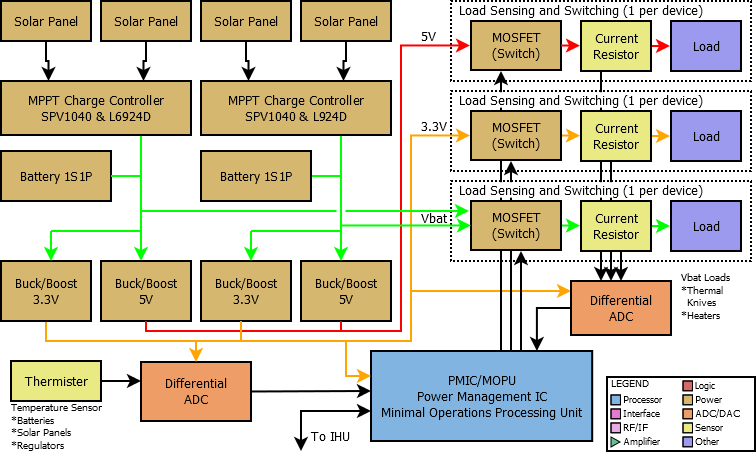 Solar Panel
Solar Panel
Solar Panel
Solar Panel
MPPT Charge Controller
SPV1040 & L6924D
MPPT Charge Controller
SPV1040 & L924D
Battery 1S1P
Battery 1S1P
Buck/Boost
3.3V
Buck/Boost
5V
Buck/Boost
3.3V
Buck/Boost
5V
5V
Load Sensing and Switching (1 per device)
MOSFET
(Switch)
Current
Resistor
Load
3.3V
Load Sensing and Switching (1 per device)
MOSFET
(Switch)
Current
Resistor
Load
Vbat
Load Sensing and Switching (1 per device)
MOSFET
(Switch)
Current
Resistor
Load
Differential
ADC
Vbat Loads
*Thermal
Knives
*Heaters
Thermister
Temperature Sensor
*Batteries
*Solar Panels
*Regulators
Differential
ADC
To IHU
PMIC/MOPU
Power Management IC
Minimal Operations Processing Unit
LEGEND
Processor
Interface
RF/IF
Amplifier
Logic
Power
ADC/DAC
Sensor
Other